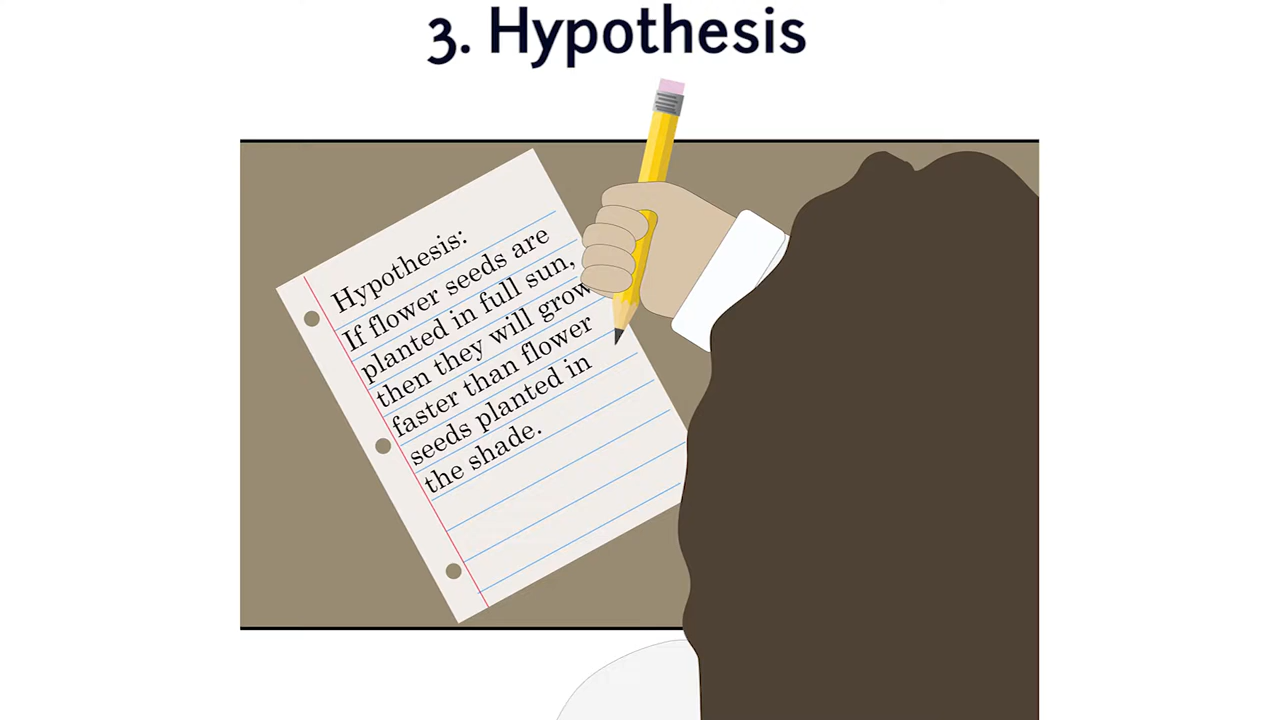 3. Hypothesis
Hypothesis:
If flower seeds are
planted in full sun,
then they will grow
faster than flower
seeds planted in
the shade.